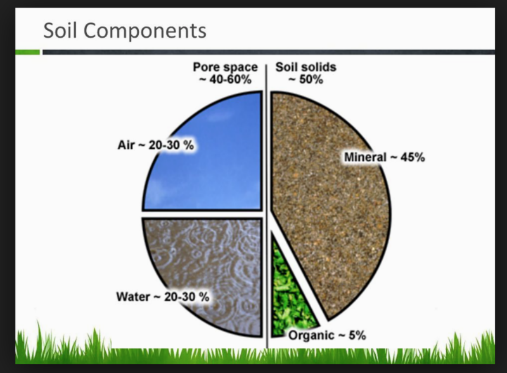 Soil Components
Pore space
~ 40-60%
Soil solids
~ 50%
Air ~ 20-30 %
Mineral ~ 45%
Water ~ 20-30 %
Organic ~ 5%